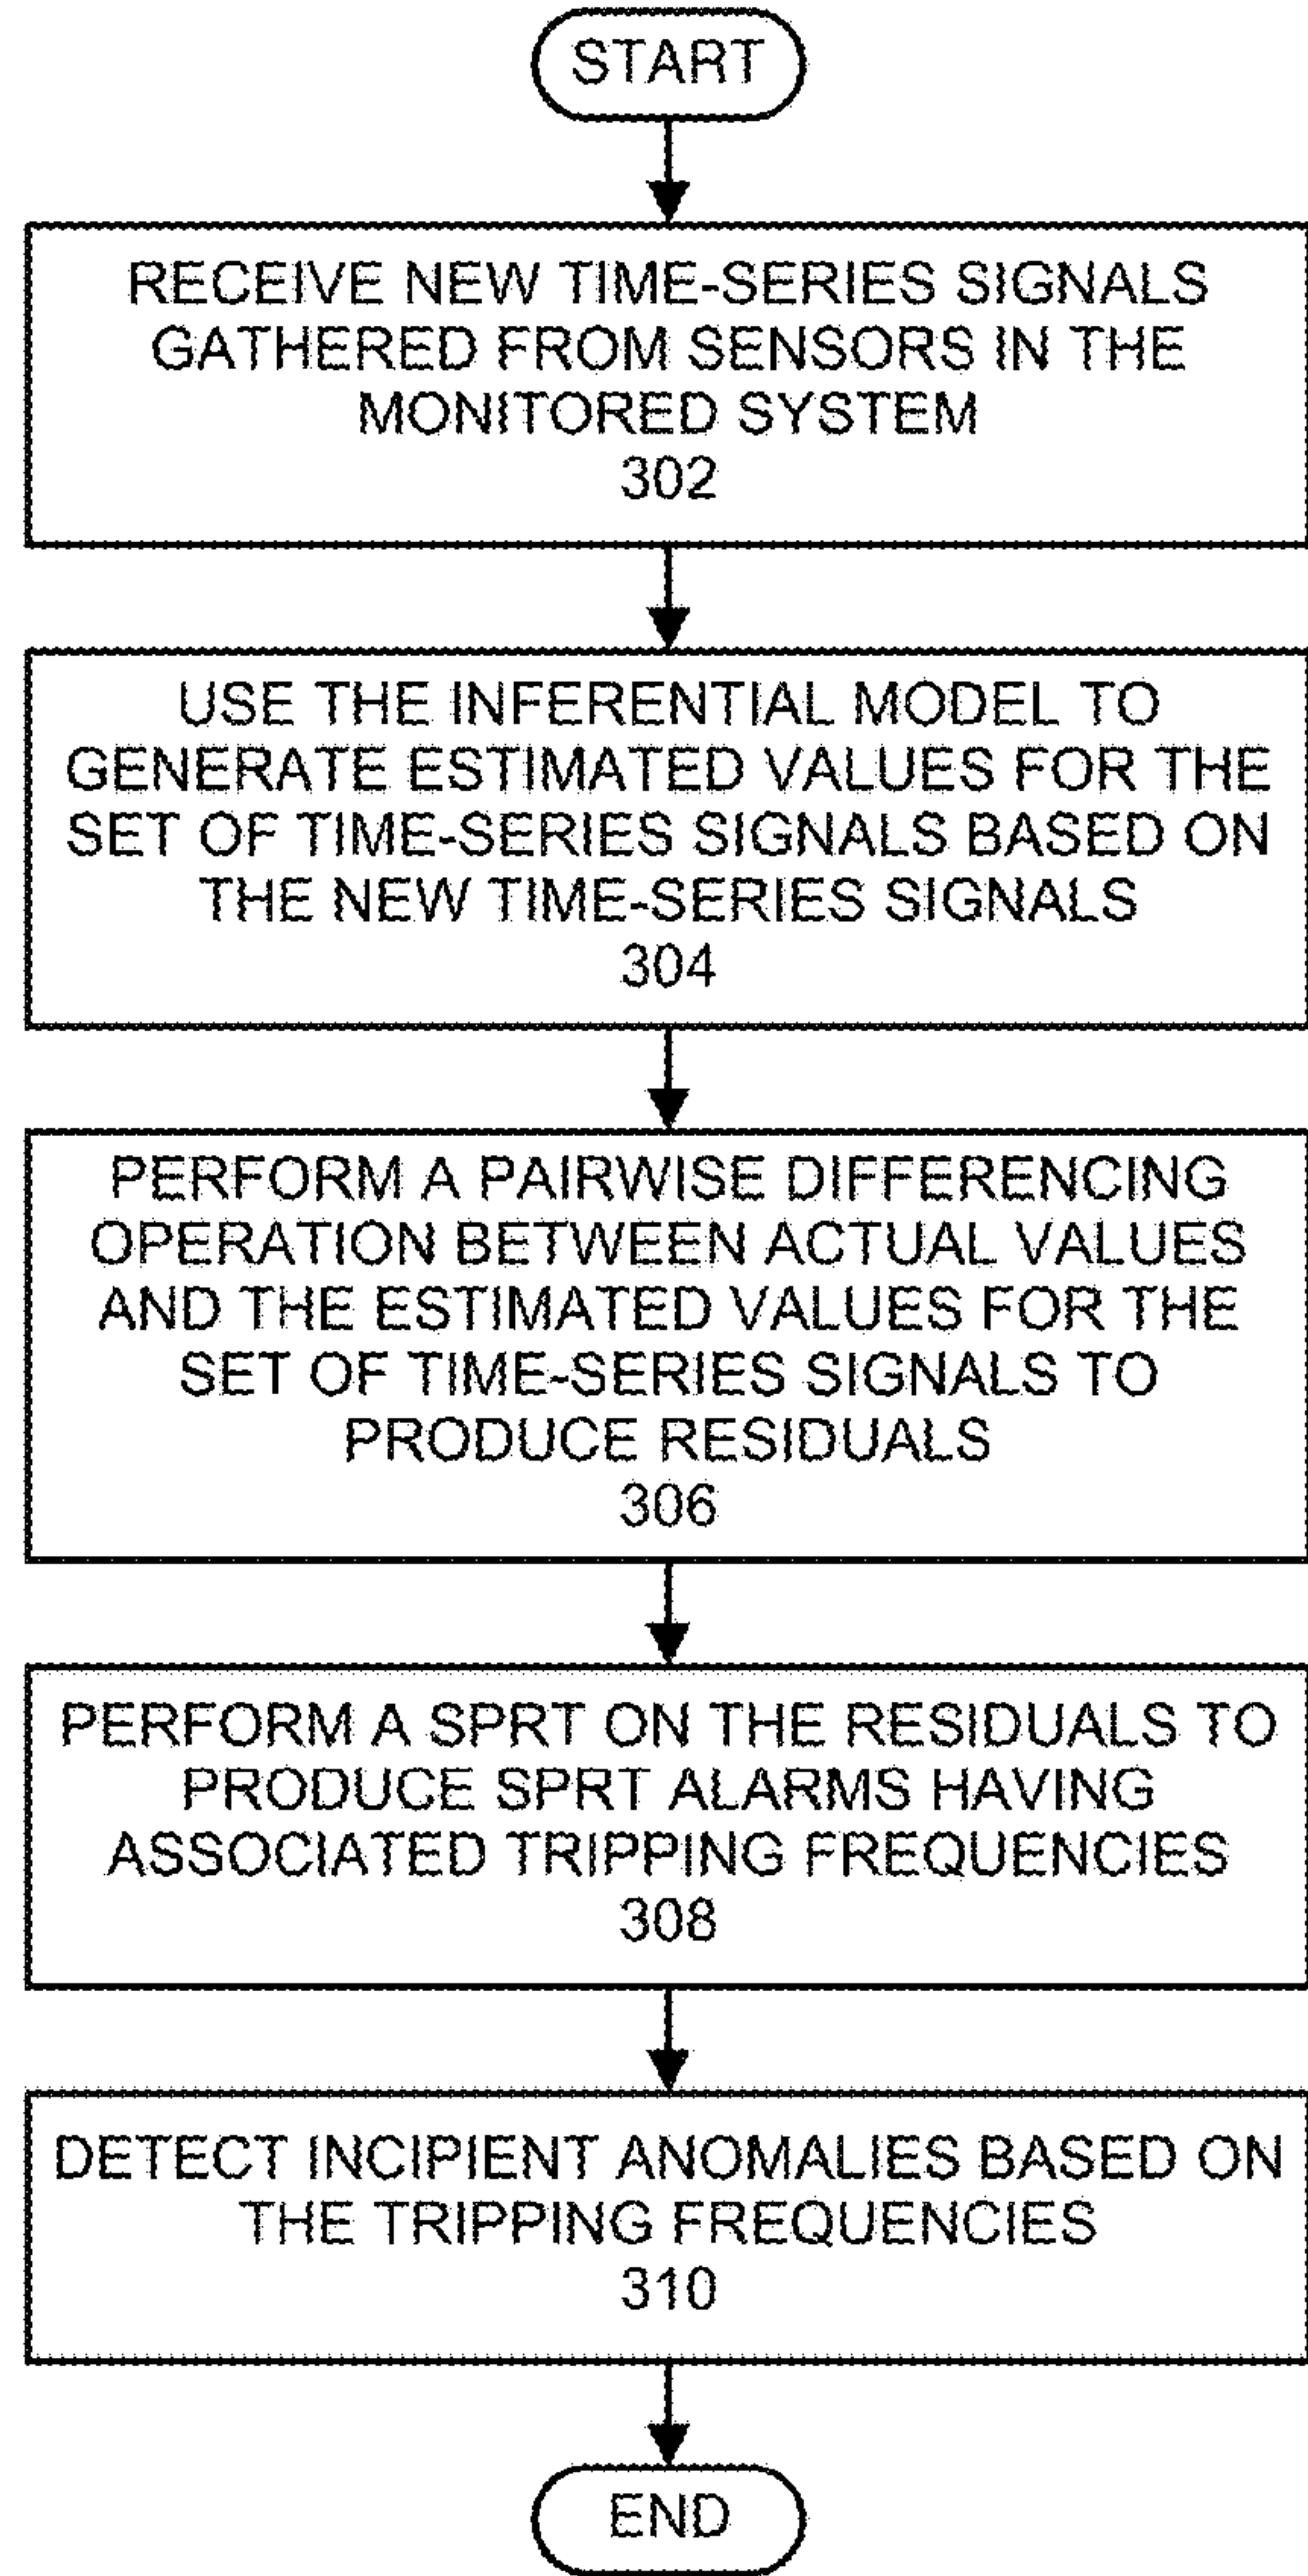 START
RECEIVE NEW TIME-SERIES SIGNALS
GATHERED FROM SENSORS IN THE
MONITORED SYSTEM
302
USE THE INFERENTIAL MODEL TO
GENERATE ESTIMATED VALUES FOR THE
SET OF TIME-SERIES SIGNALS BASED ON
THE NEW TIME-SERIES SIGNALS
304
PERFORM A PAIRWISE DIFFERENCING
OPERATION BETWEEN ACTUAL VALUES
AND THE ESTIMATED VALUES FOR THE
SET OF TIME-SERIES SIGNALS TO
PRODUCE RESIDUALS
306
PERFORM A SPRT ON THE RESIDUALS TO
PRODUCE SPRT ALARMS HAVING
ASSOCIATED TRIPPING FREQUENCIES
308
DETECT INCIPIENT ANOMALIES BASED ON
THE TRIPPING FREQUENCIES
310
END